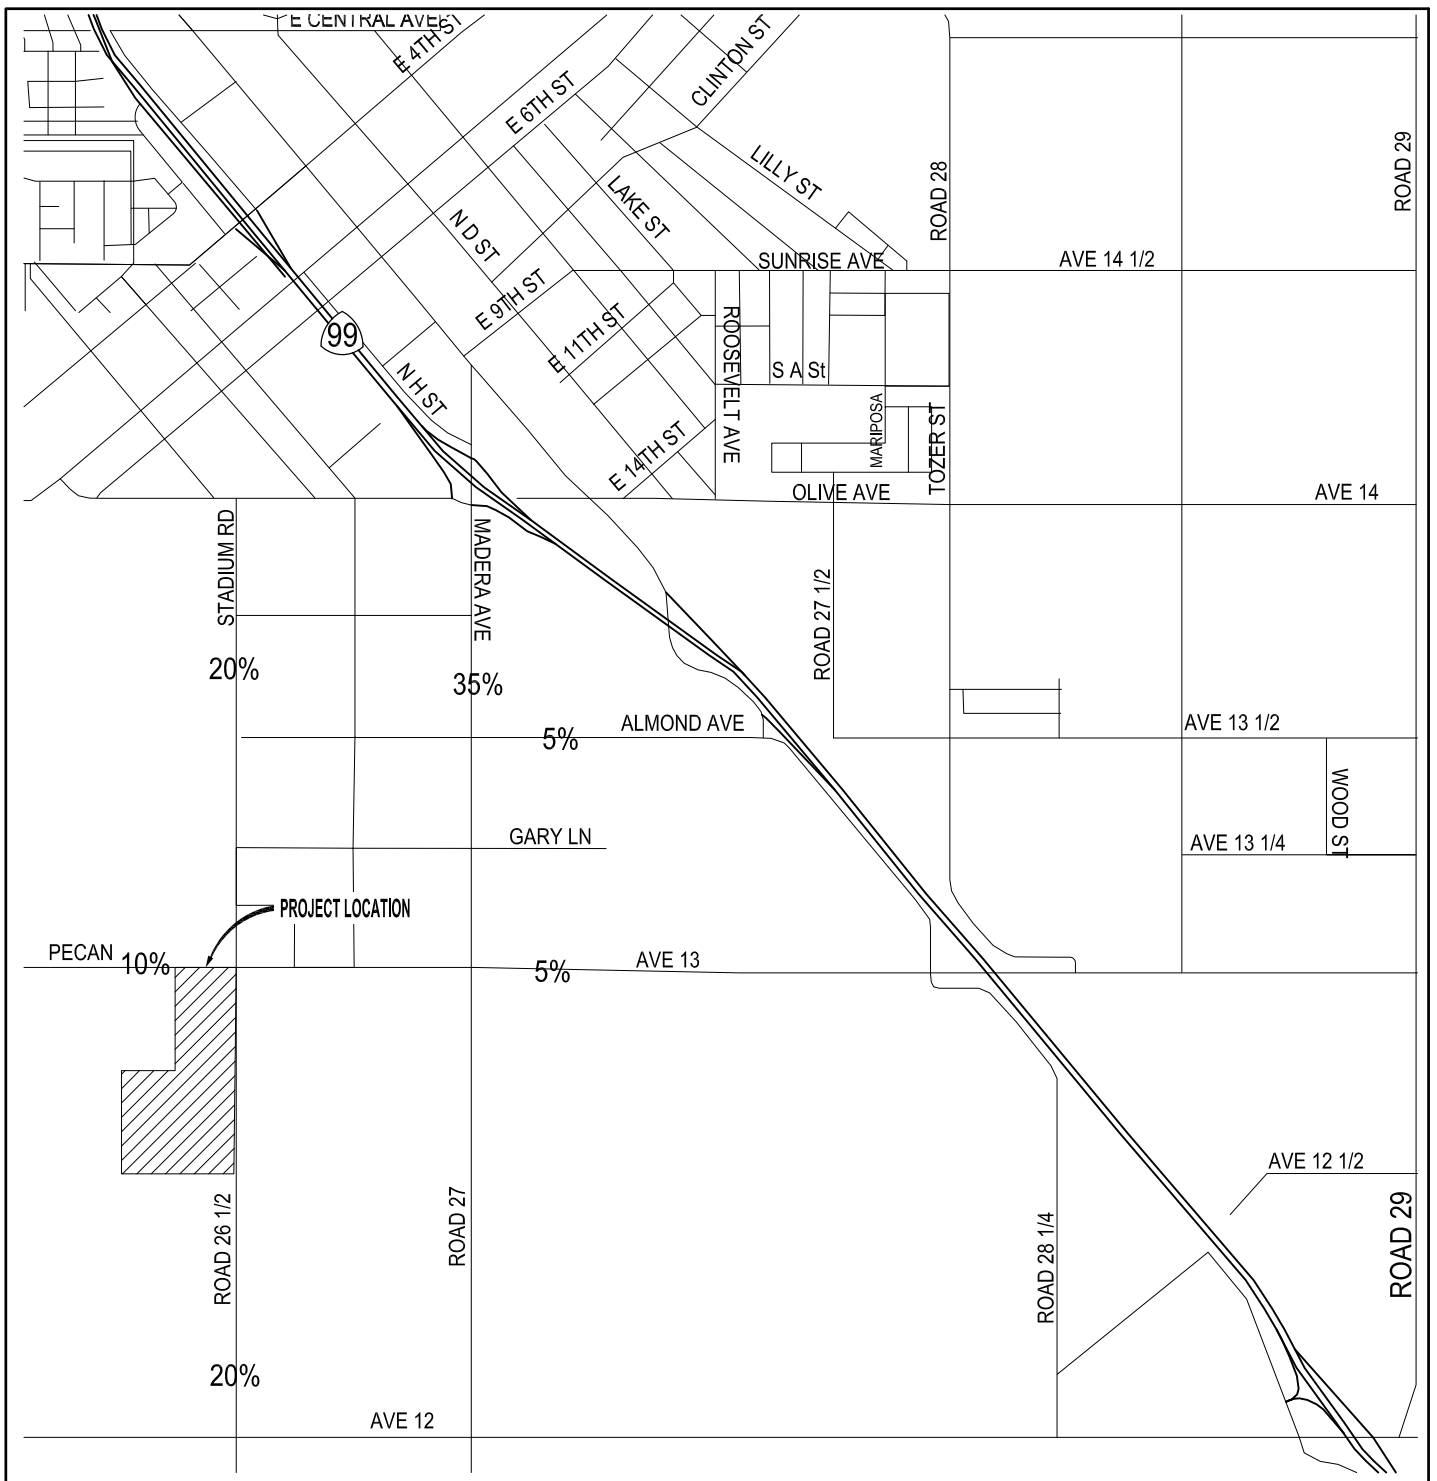 E CENTRAL AVE
E 4TH ST
CLINTON ST
E 6TH ST
LILLY ST
ROAD 28
ROAD 29
LAKE ST
N D ST
SUNRISE AVE
AVE 14 1/2
E 9TH ST
99
E 11TH ST
ROOSEVELT AVE
S A St
N H ST
MARIPOSA
TOZER ST
E 14TH ST
OLIVE AVE
AVE 14
STADIUM RD
MADERA AVE
ROAD 27 1/2
20%
35%
5%
ALMOND AVE
AVE 13 1/2
WOOD ST
GARY LN
AVE 13 1/4
PROJECT LOCATION
PECAN
10%
5%
AVE 13
AVE 12 1/2
ROAD 26 1/2
ROAD 27
ROAD 28 1/4
ROAD 29
20%
AVE 12